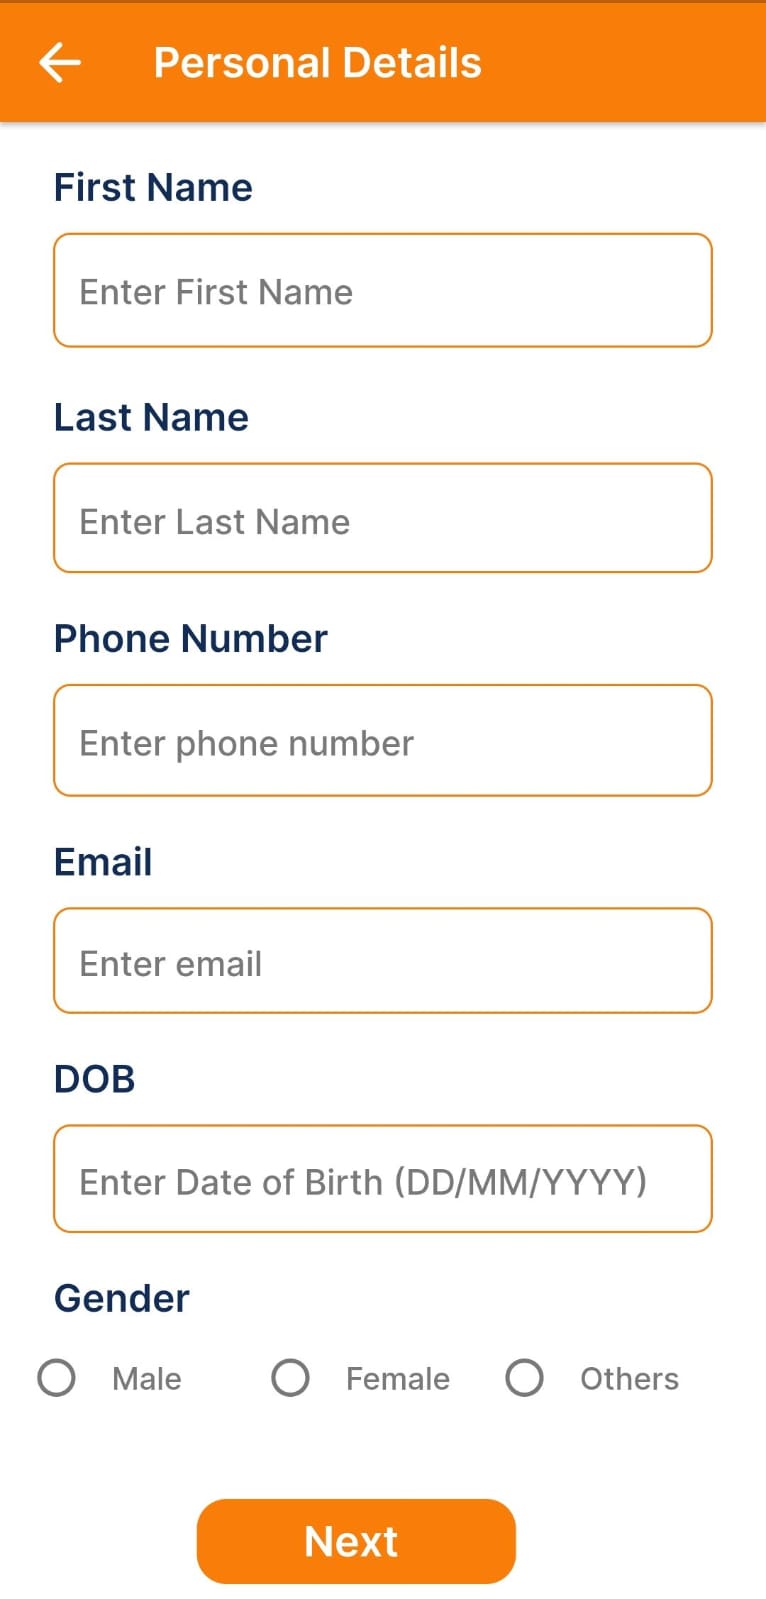 Personal Details
First Name
Enter First Name
Last Name
Enter Last Name
Phone Number
Enter phone number
Email
Enter email
DOB
Enter Date of Birth (DD/MM/YYYY)
Gender
Male Female Others
Next